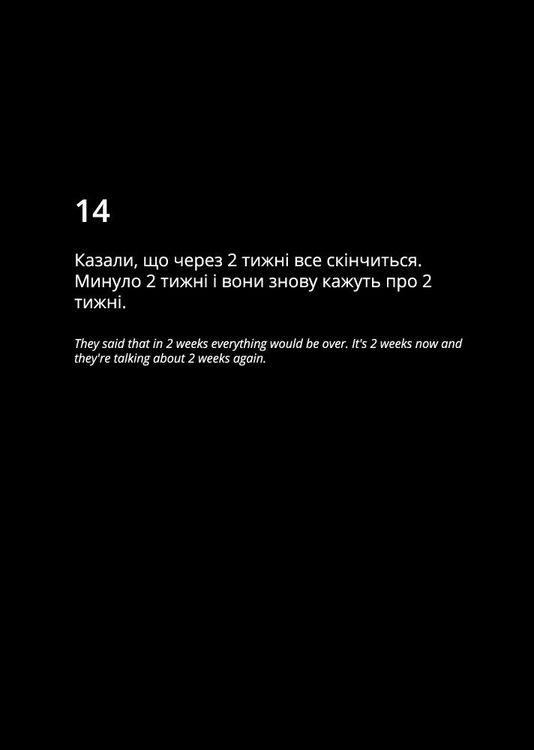 14
Казали, що через 2 тижні все скінчиться.
Минуло 2 тижні і вони знову кажуть про 2
тижні.
They said that in 2 weeks everything would be over. It's 2 weeks now and
they're talking about 2 weeks again.